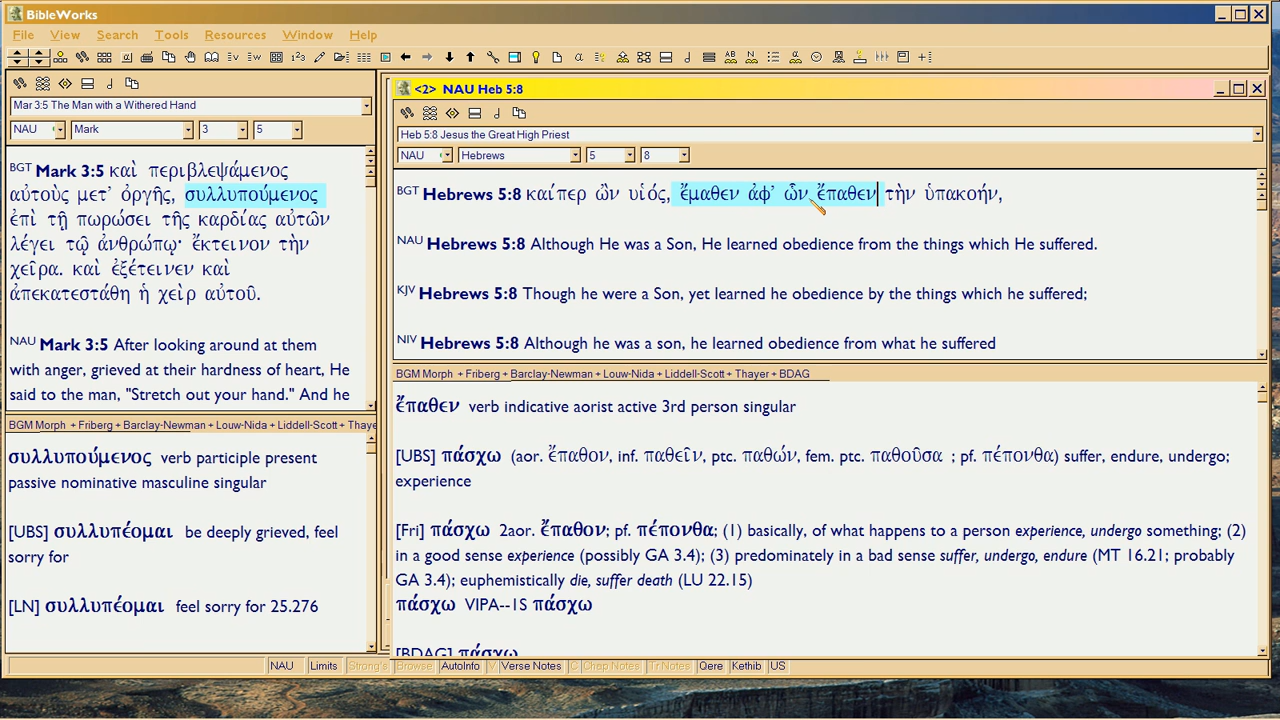 BibleWorks
File View Search Tools Resources Window Help
Mar 3:5 The Man with a Withered Hand
NAU Mark 3 5
BGT Mark 3:5 καὶ περιβλεψάμενος
αὐτοὺς μετ' ὀργῆς, συλλυπούμενος
ἐπὶ τῇ πωρώσει τῆς καρδίας αὐτῶν
λέγει τῷ ἀνθρώπῳ· ἔκτεινον τὴν
χεῖρα. καὶ ἐξέτεινεν καὶ
ἀπεκατεστάθη ἡ χεὶρ αὐτοῦ.
NAU Mark 3:5 After looking around at them
with anger, grieved at their hardness of heart, He
said to the man, "Stretch out your hand." And he
BGM Morph + Friberg + Barclay-Newman + Louw-Nida + Liddell-Scott + Thaye
συλλυπούμενος verb participle present
passive nominative masculine singular
[UBS] συλλυπέομαι be deeply grieved, feel
sorry for
[LN] συλλυπέομαι feel sorry for 25.276
<2> NAU Heb 5:8
Heb 5:8 Jesus the Great High Priest
NAU Hebrews 5 8
BGT Hebrews 5:8 καίπερ ὢν υἱός, ἔμαθεν ἀφ' ὧν ἔπαθεν τὴν ὑπακοήν,
NAU Hebrews 5:8 Although He was a Son, He learned obedience from the things which He suffered.
KJV Hebrews 5:8 Though he were a Son, yet learned he obedience by the things which he suffered;
NIV Hebrews 5:8 Although he was a son, he learned obedience from what he suffered
BGM Morph + Friberg + Barclay-Newman + Louw-Nida + Liddell-Scott + Thayer + BDAG
ἔπαθεν verb indicative aorist active 3rd person singular
[UBS] πάσχω (aor. ἔπαθον, inf. παθεῖν, ptc. παθών, fem. ptc. παθοῦσα ; pf. πέπονθα) suffer, endure, undergo;
experience
[Fri] πάσχω 2aor. ἔπαθον; pf. πέπονθα; (1) basically, of what happens to a person experience, undergo something; (2)
in a good sense experience (possibly GA 3.4); (3) predominately in a bad sense suffer, undergo, endure (MT 16.21; probably
GA 3.4); euphemistically die, suffer death (LU 22.15)
πάσχω VIPA--1S πάσχω
[BDAG] πάσχω
NAU Limits Strong's Browse AutoInfo V Verse Notes C Chap Notes Tr Notes Qere Kethib US